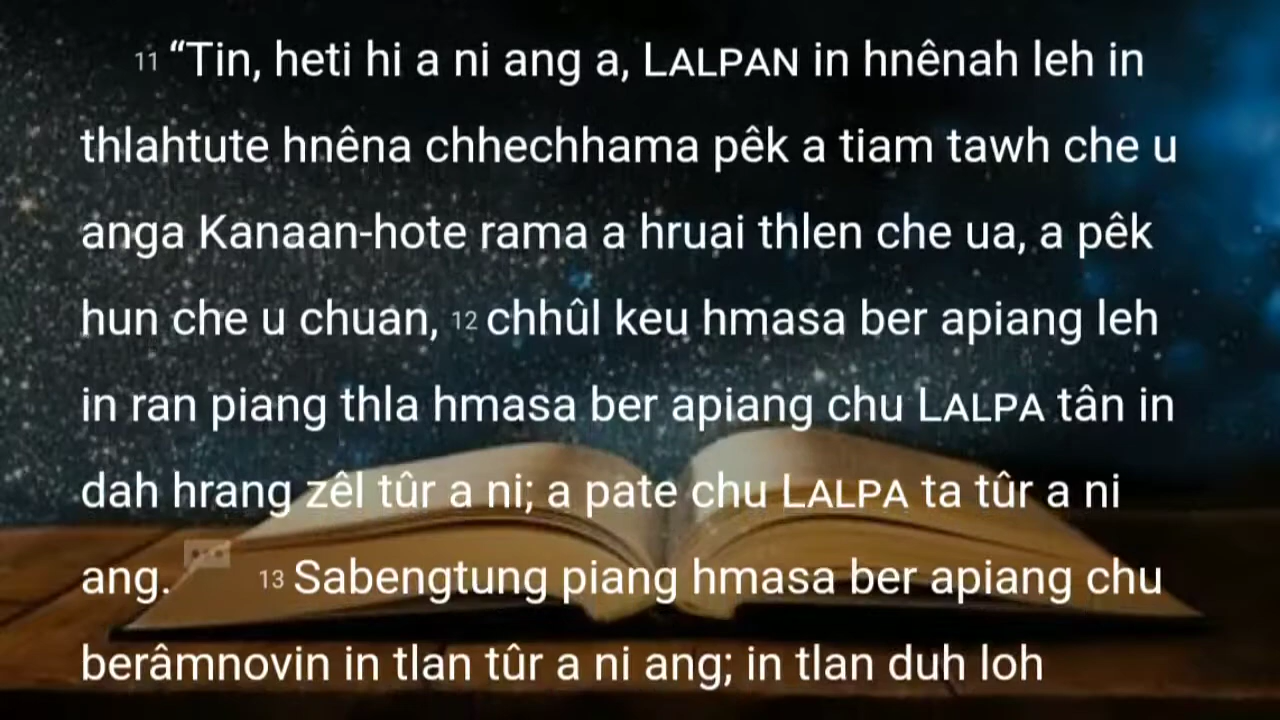 11 “Tin, heti hi a ni ang a, LALPAN in hnênah leh in
thlahtute hnêna chhechhama pêk a tiam tawh che u
anga Kanaan-hote rama a hruai thlen che ua, a pêk
hun che u chuan, 12 chhûl keu hmasa ber apiang leh
in ran piang thla hmasa ber apiang chu LALPA tân in
dah hrang zêl tûr a ni; a pate chu LALPA ta tûr a ni
ang. 13 Sabengtung piang hmasa ber apiang chu
berâmnovin in tlan tûr a ni ang; in tlan duh loh